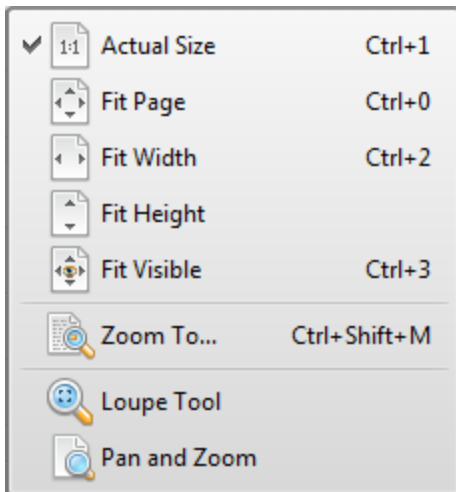 1:1 Actual Size Ctrl+1
Fit Page Ctrl+0
Fit Width Ctrl+2
Fit Height
Fit Visible Ctrl+3
Zoom To... Ctrl+Shift+M
Loupe Tool
Pan and Zoom